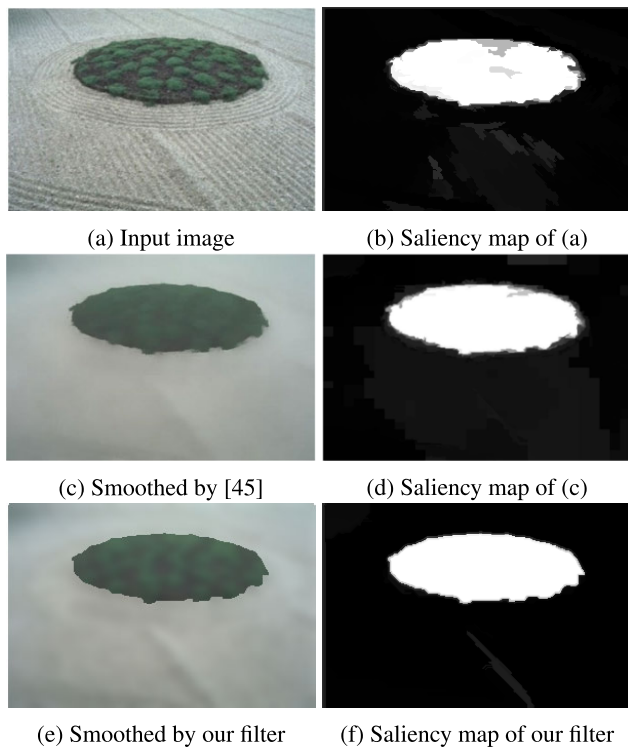 (a) Input image
(b) Saliency map of (a)
(c) Smoothed by [45]
(d) Saliency map of (c)
(e) Smoothed by our filter
(f) Saliency map of our filter